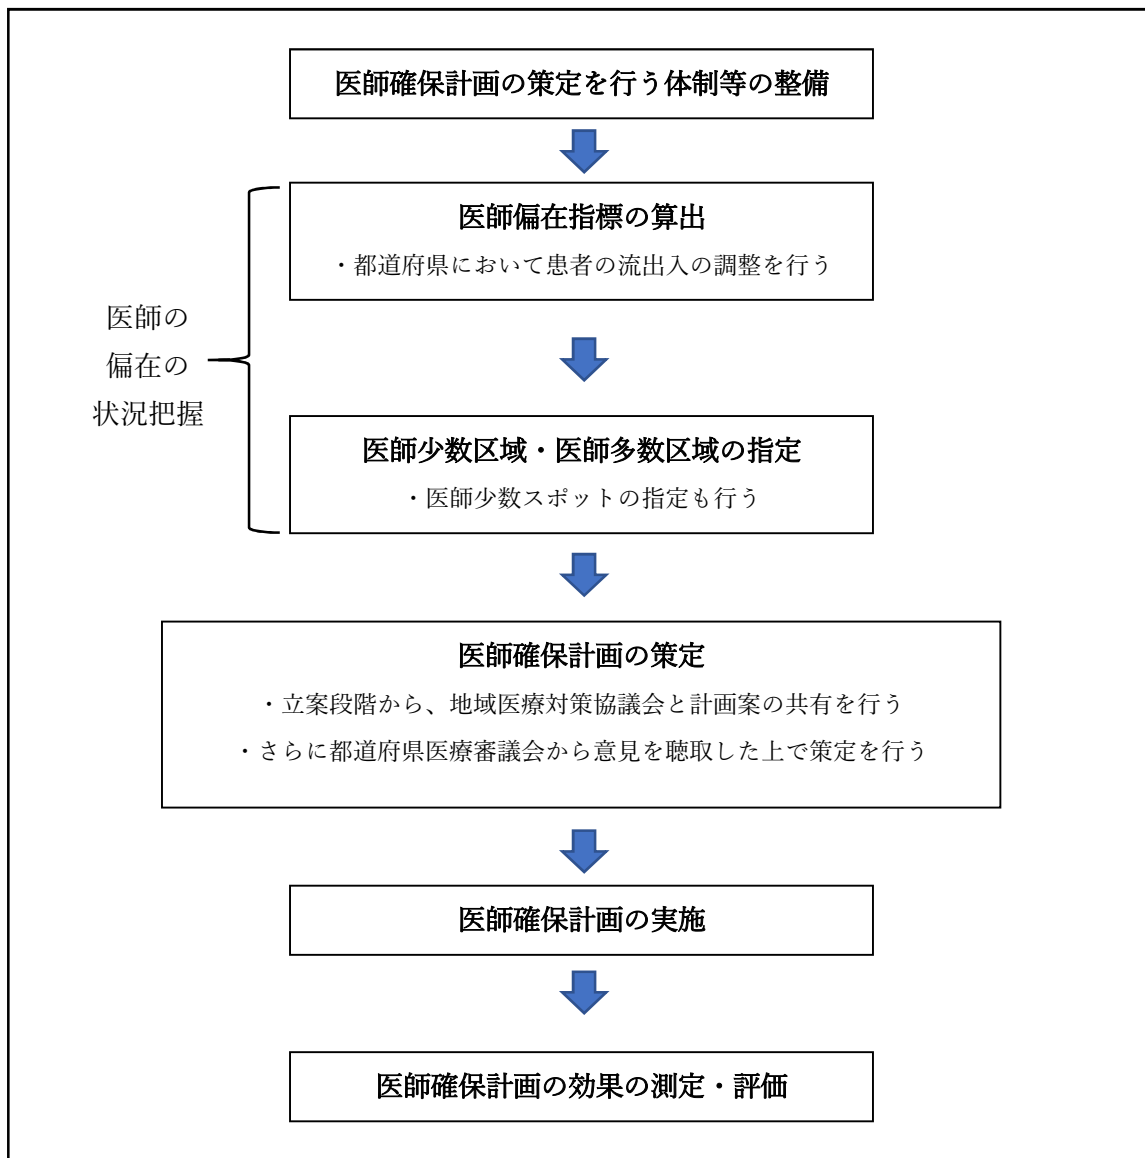 医師確保計画の策定を行う体制等の整備
医師偏在指標の算出
・都道府県において患者の流出入の調整を行う
医師の
偏在の
状況把握
医師少数区域・医師多数区域の指定
・医師少数スポットの指定も行う
医師確保計画の策定
・立案段階から、地域医療対策協議会と計画案の共有を行う
・さらに都道府県医療審議会から意見を聴取した上で策定を行う
医師確保計画の実施
医師確保計画の効果の測定・評価